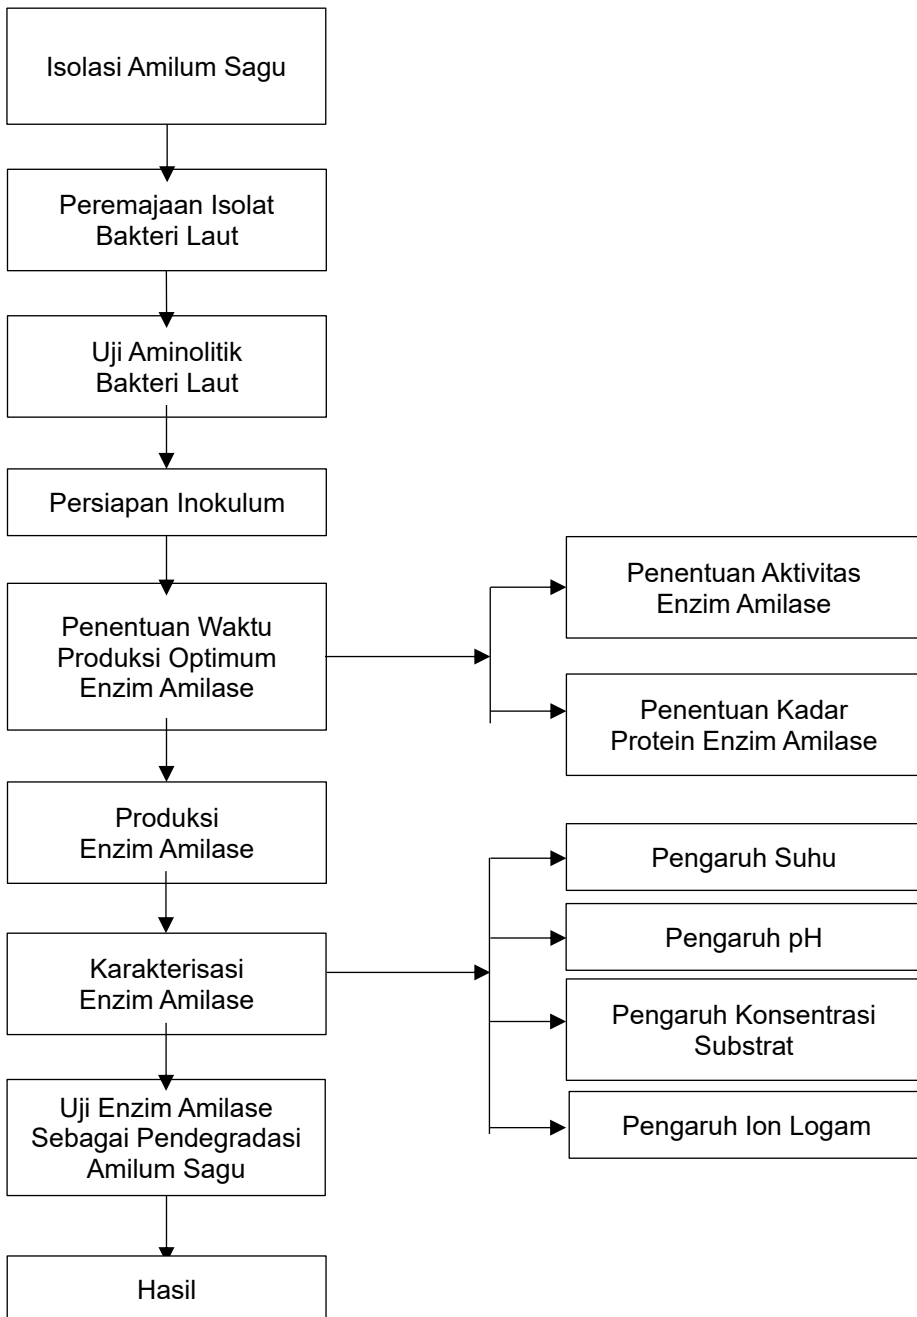 Isolasi Amilum Sagu
Peremajaan Isolat
Bakteri Laut
Uji Aminolitik
Bakteri Laut
Persiapan Inokulum
Penentuan Waktu
Produksi Optimum
Enzim Amilase
Penentuan Aktivitas
Enzim Amilase
Penentuan Kadar
Protein Enzim Amilase
Produksi
Enzim Amilase
Karakterisasi
Enzim Amilase
Pengaruh Suhu
Pengaruh pH
Pengaruh Konsentrasi
Substrat
Pengaruh Ion Logam
Uji Enzim Amilase
Sebagai Pendegradasi
Amilum Sagu
Hasil